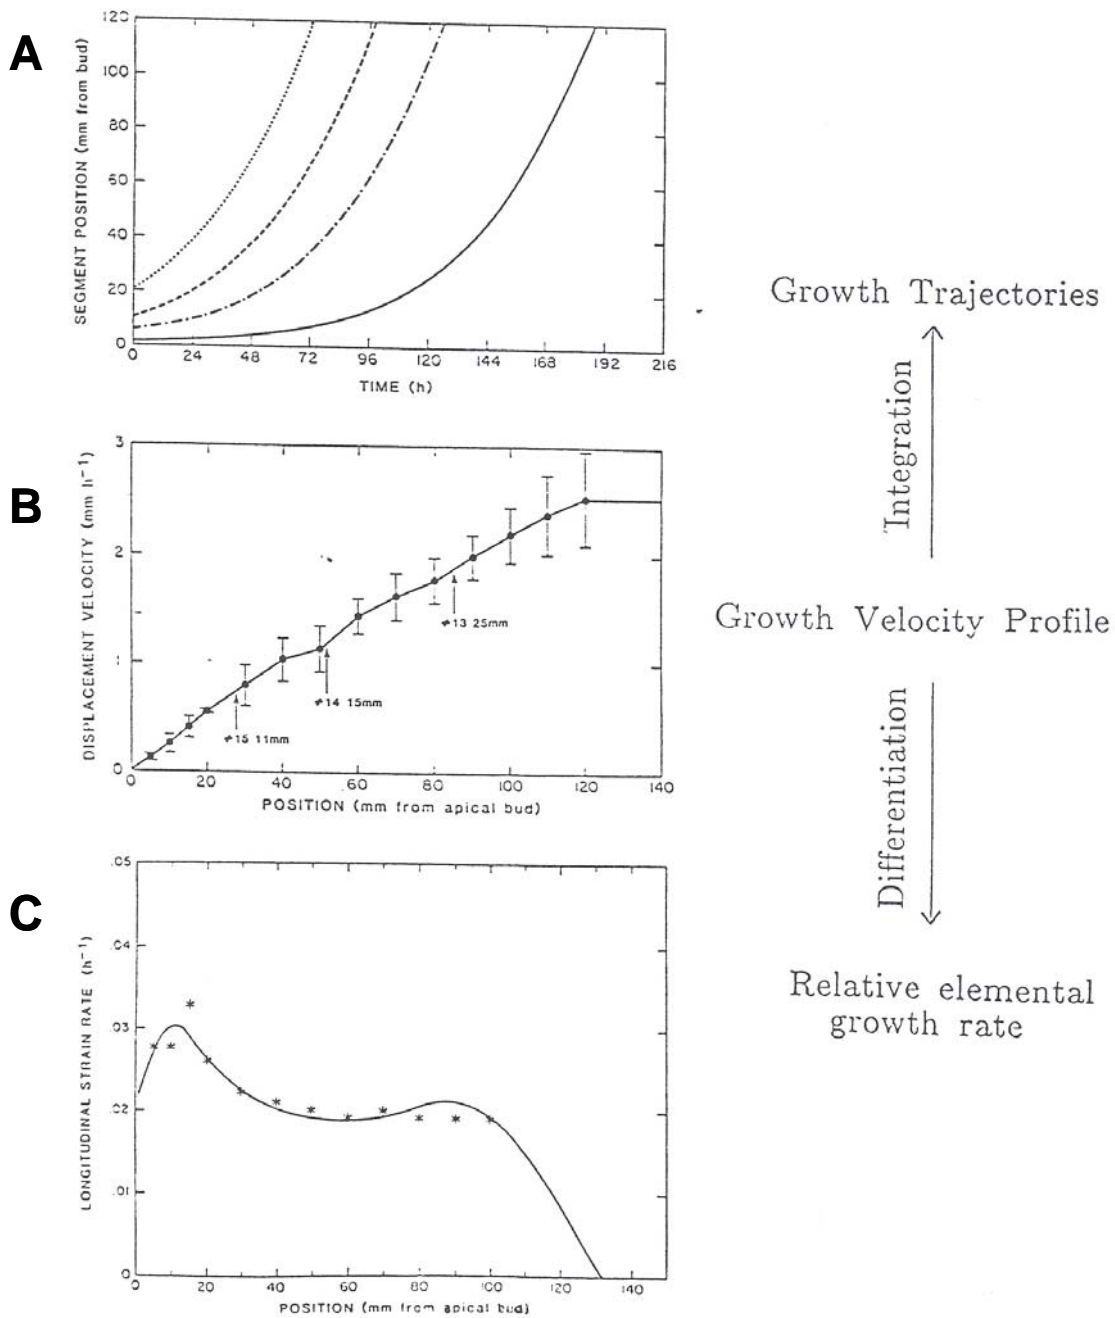 A
SEGMENT POSITION (mm from bud)
120
100
80
60
40
20
0
0 24 48 72 96 120 144 168 192 216
TIME (h)
Growth Trajectories
Integration
B
DISPLACEMENT VELOCITY (mm h⁻¹)
3
2
1
0
#13 25mm
#14 15mm
#15 11mm
0 20 40 60 80 100 120 140
POSITION (mm from apical bud)
Growth Velocity Profile
Differentiation
C
LONGITUDINAL STRAIN RATE (h⁻¹)
.05
.04
.03
.02
.01
0
0 20 40 60 80 100 120 140
POSITION (mm from apical bud)
Relative elemental
growth rate